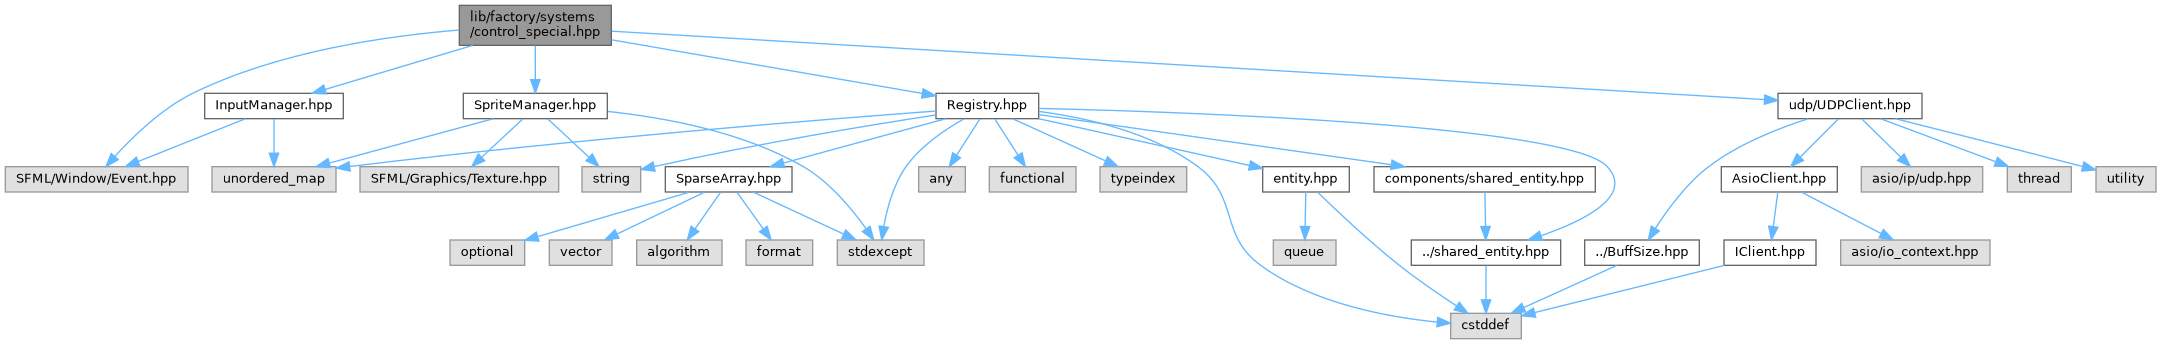 lib/factory/systems
/control_special.hpp
InputManager.hpp
SpriteManager.hpp
Registry.hpp
udp/UDPClient.hpp
SFML/Window/Event.hpp
unordered_map
SFML/Graphics/Texture.hpp
string
SparseArray.hpp
any
functional
typeindex
entity.hpp
components/shared_entity.hpp
AsioClient.hpp
asio/ip/udp.hpp
thread
utility
optional
vector
algorithm
format
stdexcept
queue
../shared_entity.hpp
../BuffSize.hpp
IClient.hpp
asio/io_context.hpp
cstddef